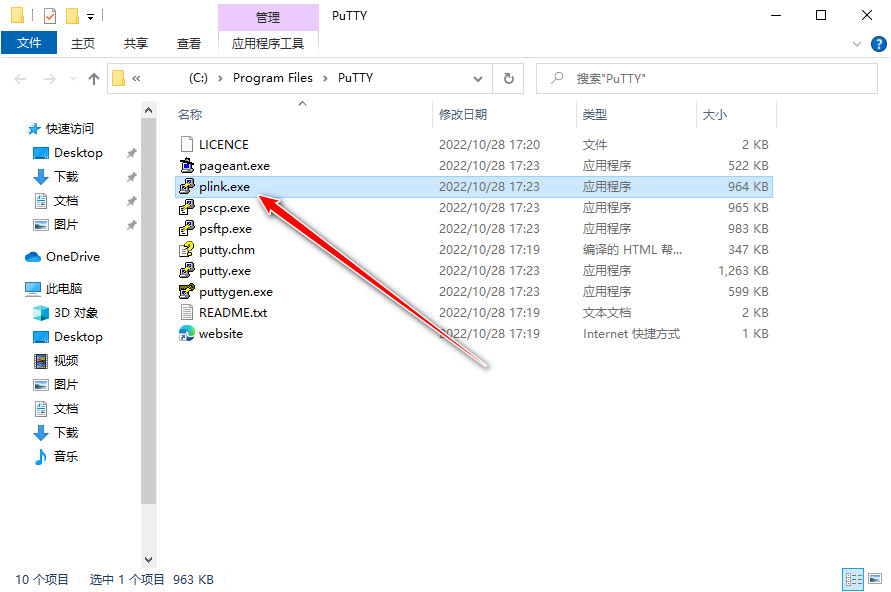 管理 PuTTY
文件 主页 共享 查看 应用程序工具
« (C:) › Program Files › PuTTY 搜索"PuTTY"
名称 修改日期 类型 大小
快速访问
Desktop
下载
文档
图片
OneDrive
此电脑
3D 对象
Desktop
视频
图片
文档
下载
音乐
LICENCE 2022/10/28 17:20 文件 2 KB
pageant.exe 2022/10/28 17:23 应用程序 522 KB
plink.exe 2022/10/28 17:23 应用程序 964 KB
pscp.exe 2022/10/28 17:23 应用程序 965 KB
psftp.exe 2022/10/28 17:23 应用程序 983 KB
putty.chm 2022/10/28 17:19 编译的 HTML 帮... 347 KB
putty.exe 2022/10/28 17:23 应用程序 1,263 KB
puttygen.exe 2022/10/28 17:23 应用程序 599 KB
README.txt 2022/10/28 17:19 文本文档 2 KB
website 2022/10/28 17:19 Internet 快捷方式 1 KB
10 个项目 选中 1 个项目 963 KB